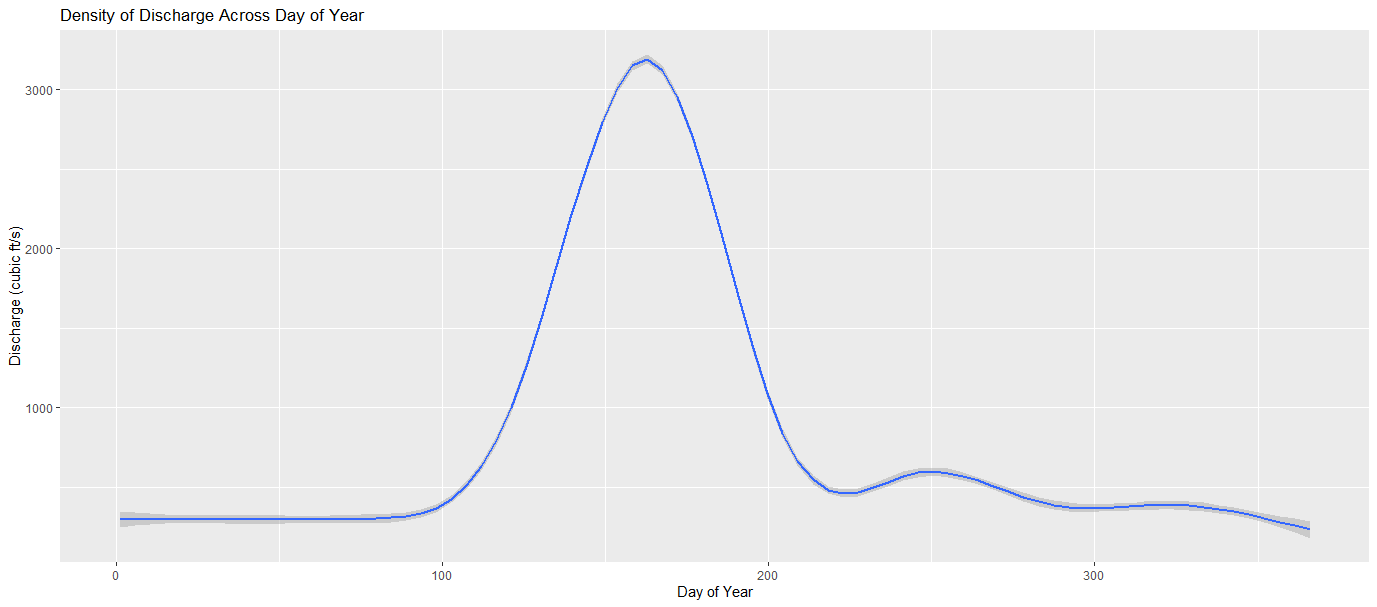 Density of Discharge Across Day of Year
3000
2000
1000
Discharge (cubic ft/s)
0 100 200 300
Day of Year